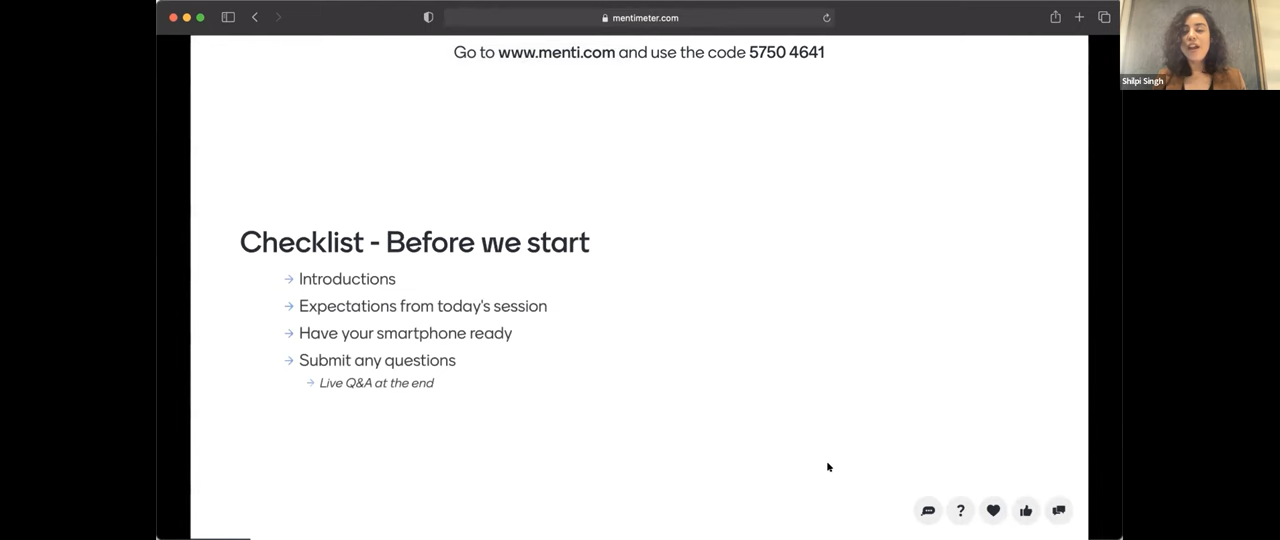 mentimeter.com
Go to www.menti.com and use the code 5750 4641
Shilpi Singh
Checklist - Before we start
→ Introductions
→ Expectations from today's session
→ Have your smartphone ready
→ Submit any questions
→ Live Q&A at the end
?